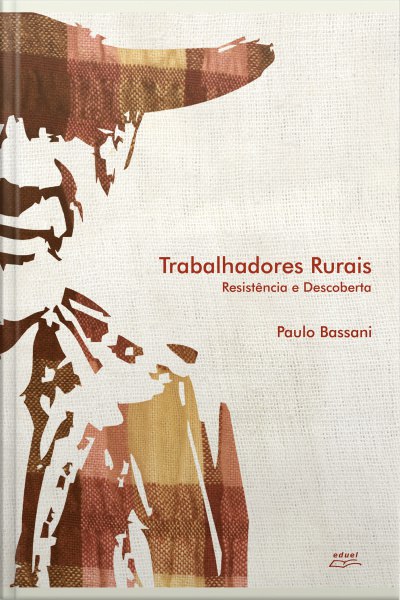 Trabalhadores Rurais
Resistência e Descoberta
Paulo Bassani
eduel